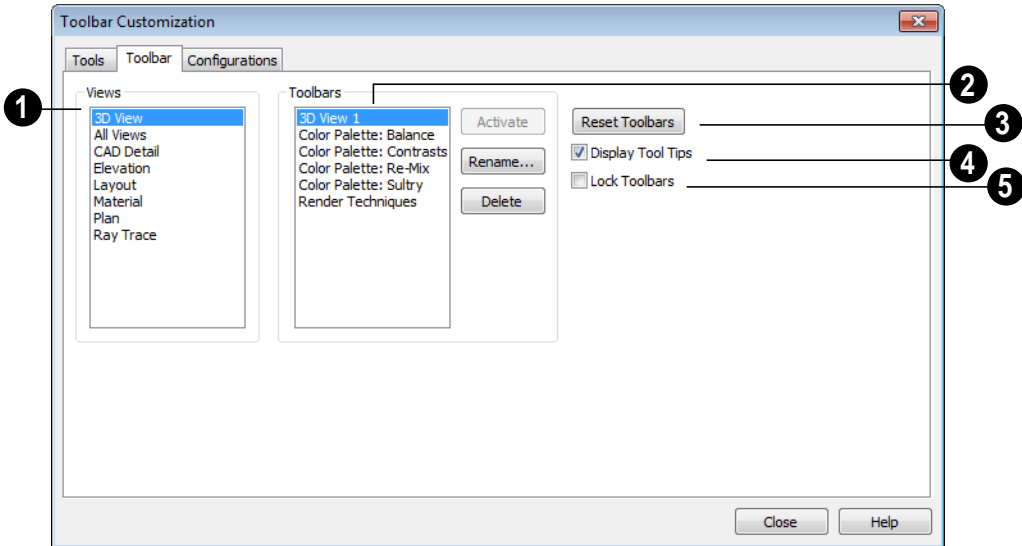 Toolbar Customization
Tools
Toolbar
Configurations
1
Views
3D View
All Views
CAD Detail
Elevation
Layout
Material
Plan
Ray Trace
2
Toolbars
3D View 1
Color Palette: Balance
Color Palette: Contrasts
Color Palette: Re-Mix
Color Palette: Sultry
Render Techniques
Activate
Rename...
Delete
Reset Toolbars
3
Display Tool Tips
4
Lock Toolbars
5
Close
Help